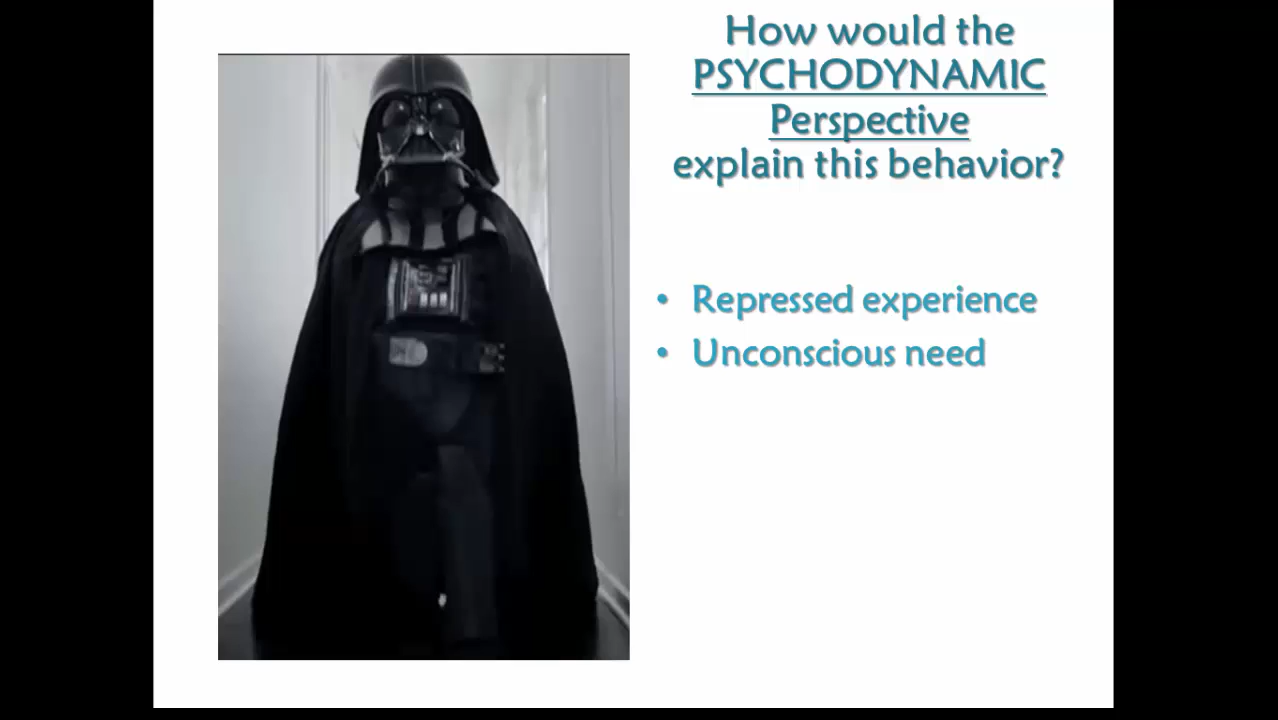 How would the
PSYCHODYNAMIC
Perspective
explain this behavior?
• Repressed experience
• Unconscious need